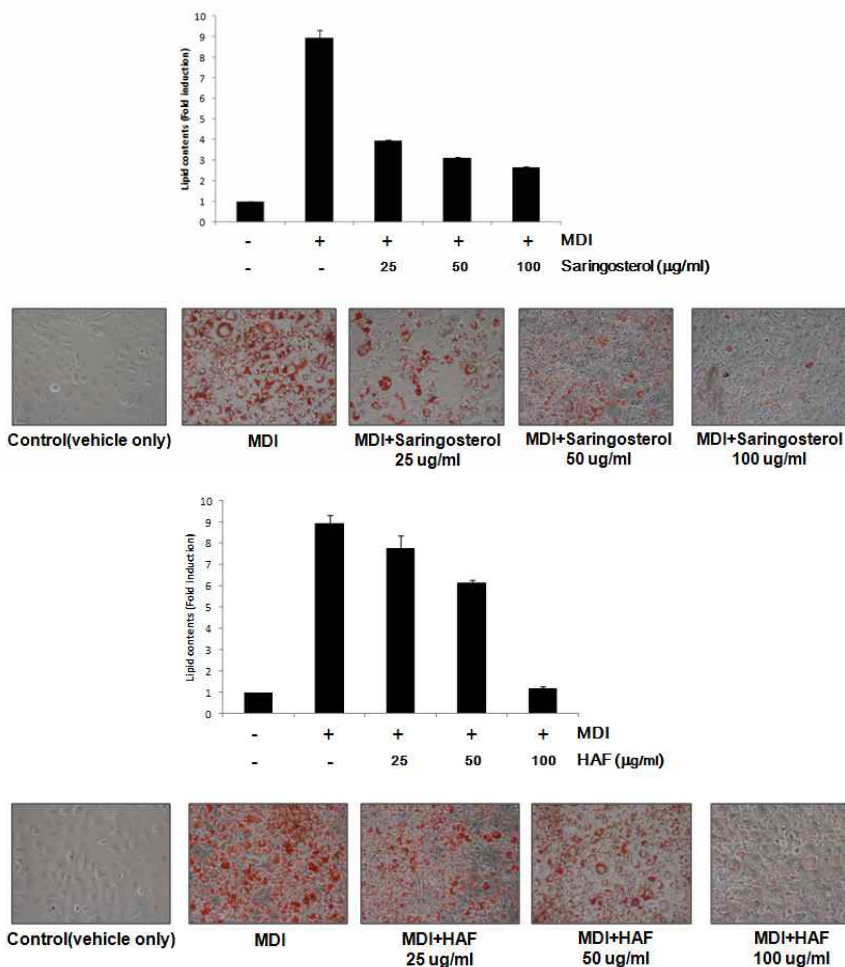 Lipid contents (Fold induction)
10
9
8
7
6
5
4
3
2
1
0
- + + + + MDI
- - 25 50 100 Saringosterol (μg/ml)
Control(vehicle only)
MDI
MDI+Saringosterol
25 ug/ml
MDI+Saringosterol
50 ug/ml
MDI+Saringosterol
100 ug/ml
Lipid contents (Fold induction)
10
9
8
7
6
5
4
3
2
1
0
- + + + + MDI
- - 25 50 100 HAF (μg/ml)
Control(vehicle only)
MDI
MDI+HAF
25 ug/ml
MDI+HAF
50 ug/ml
MDI+HAF
100 ug/ml